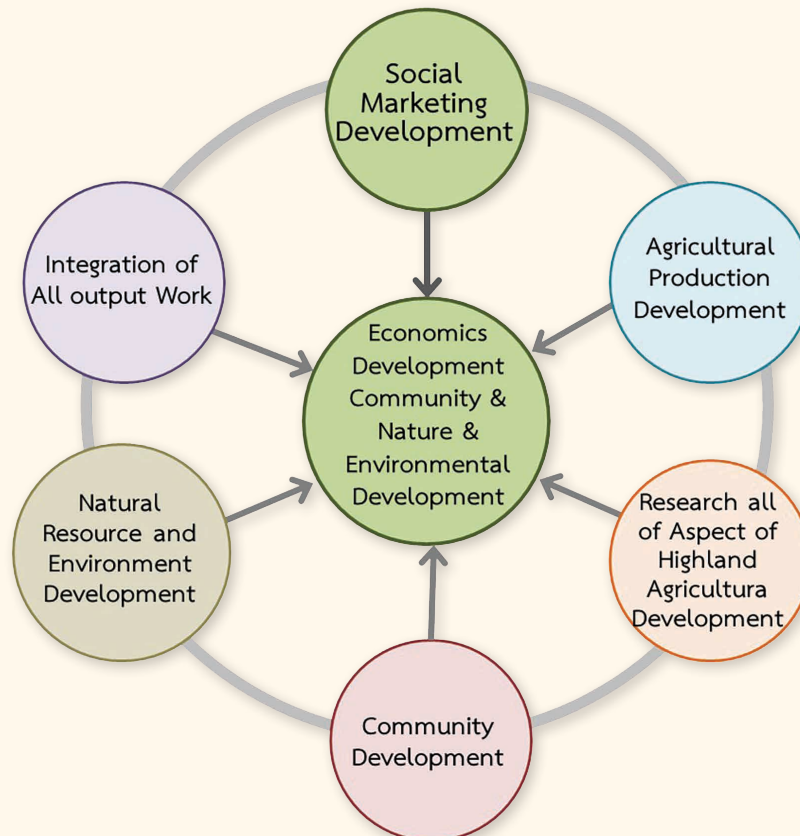 Social
Marketing
Development
Integration of
All output Work
Agricultural
Production
Development
Economics
Development
Community &
Nature &
Environmental
Development
Natural
Resource and
Environment
Development
Research all
of Aspect of
Highland
Agricultura
Development
Community
Development